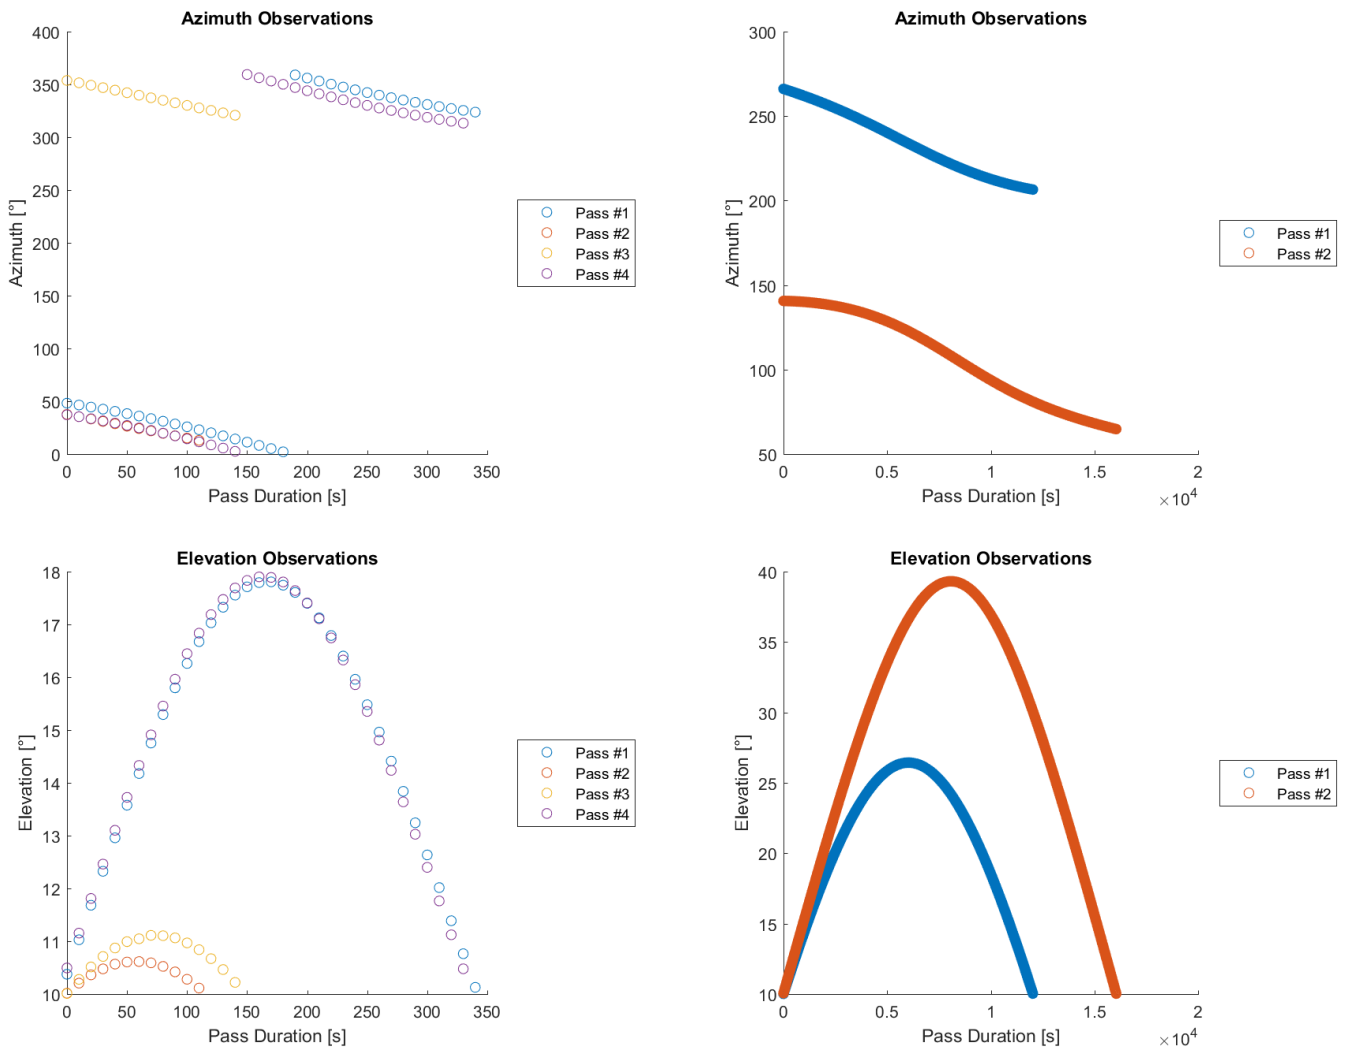 Azimuth Observations
400
350
300
250
200
150
100
50
0
Azimuth [°]
0 50 100 150 200 250 300 350
Pass Duration [s]
Pass #1
Pass #2
Pass #3
Pass #4
Azimuth Observations
300
250
200
150
100
50
Azimuth [°]
0 0.5 1 1.5 2
Pass Duration [s]
×10⁴
Pass #1
Pass #2
Elevation Observations
18
17
16
15
14
13
12
11
10
Elevation [°]
0 50 100 150 200 250 300 350
Pass Duration [s]
Pass #1
Pass #2
Pass #3
Pass #4
Elevation Observations
40
35
30
25
20
15
10
Elevation [°]
0 0.5 1 1.5 2
Pass Duration [s]
×10⁴
Pass #1
Pass #2